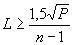 L ≥ 1,5√P / n − 1